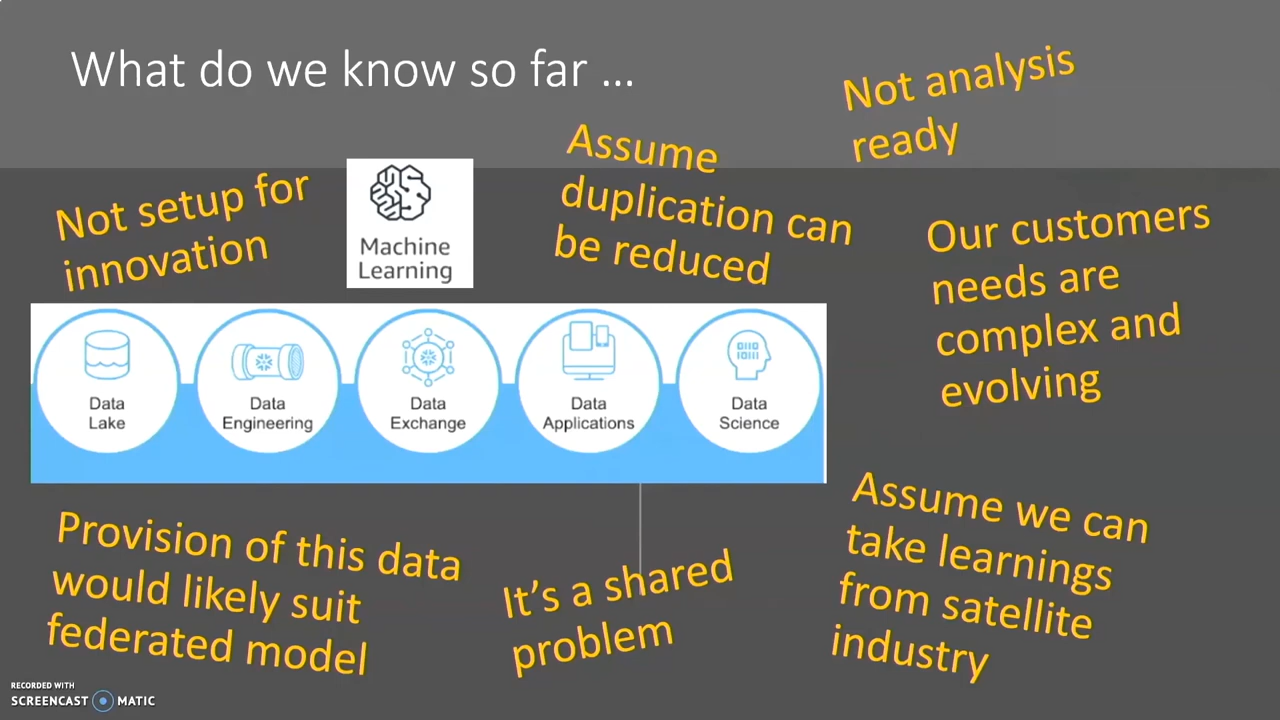 What do we know so far ...
Not analysis
ready
Assume
duplication can
be reduced
Not setup for
innovation
Machine
Learning
Our customers
needs are
complex and
evolving
Data
Lake
Data
Engineering
Data
Exchange
Data
Applications
Data
Science
Provision of this data
would likely suit
federated model
It's a shared
problem
Assume we can
take learnings
from satellite
industry
RECORDED WITH
SCREENCAST MATIC